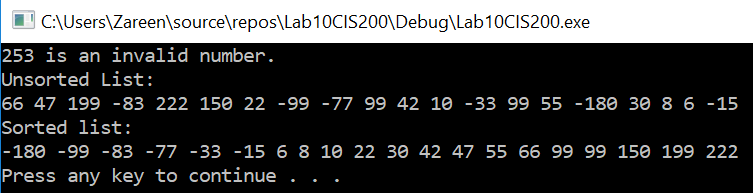 C:\Users\Zareen\source\repos\Lab10CIS200\Debug\Lab10CIS200.exe
253 is an invalid number.
Unsorted List:
66 47 199 -83 222 150 22 -99 -77 99 42 10 -33 99 55 -180 30 8 6 -15
Sorted list:
-180 -99 -83 -77 -33 -15 6 8 10 22 30 42 47 55 66 99 99 150 199 222
Press any key to continue . . .